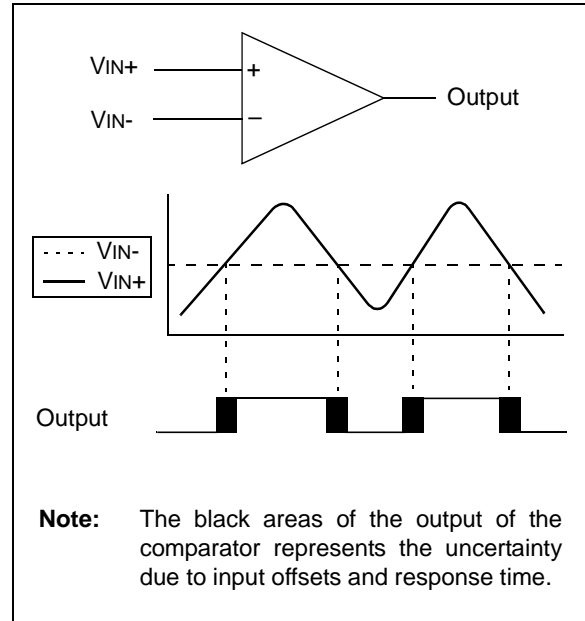 VIN+
+
Output
VIN-
–
VIN-
VIN+
Output
Note: The black areas of the output of the
comparator represents the uncertainty
due to input offsets and response time.